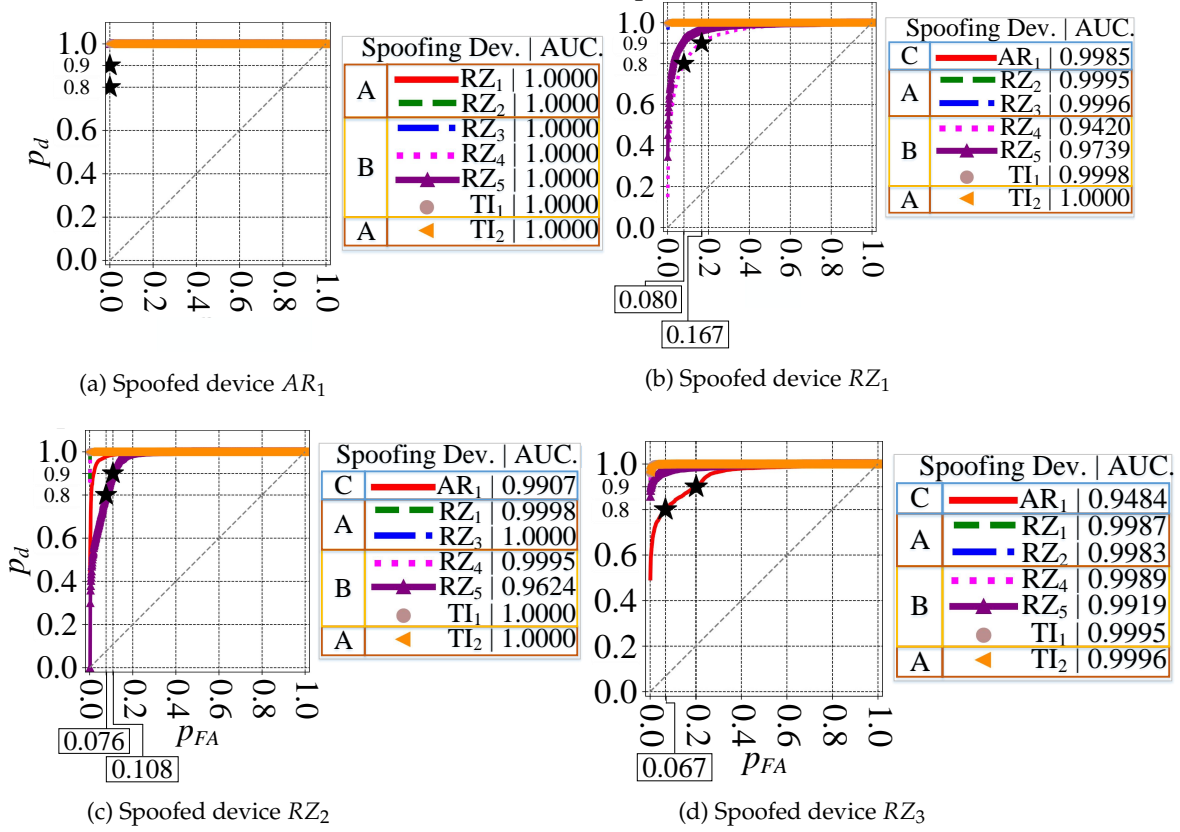 Spoofing Dev. | AUC.
A
RZ1 | 1.0000
RZ2 | 1.0000
B
RZ3 | 1.0000
RZ4 | 1.0000
RZ5 | 1.0000
TI1 | 1.0000
A
TI2 | 1.0000
pd
1.0
0.9
0.8
0.6
0.4
0.2
0.0
0.0 0.2 0.4 0.6 0.8 1.0
(a) Spoofed device AR1
Spoofing Dev. | AUC.
C
AR1 | 0.9985
A
RZ2 | 0.9995
RZ3 | 0.9996
B
RZ4 | 0.9420
RZ5 | 0.9739
TI1 | 0.9998
A
TI2 | 1.0000
1.0
0.9
0.8
0.6
0.4
0.2
0.0
0.0 0.2 0.4 0.6 0.8 1.0
0.080
0.167
(b) Spoofed device RZ1
Spoofing Dev. | AUC.
C
AR1 | 0.9907
A
RZ1 | 0.9998
RZ3 | 1.0000
B
RZ4 | 0.9995
RZ5 | 0.9624
TI1 | 1.0000
A
TI2 | 1.0000
pd
1.0
0.9
0.8
0.6
0.4
0.2
0.0
0.0 0.2 0.4 0.6 0.8 1.0
0.076
pFA
0.108
(c) Spoofed device RZ2
Spoofing Dev. | AUC.
C
AR1 | 0.9484
A
RZ1 | 0.9987
RZ2 | 0.9983
B
RZ4 | 0.9989
RZ5 | 0.9919
TI1 | 0.9995
A
TI2 | 0.9996
1.0
0.9
0.8
0.6
0.4
0.2
0.0
0.0 0.2 0.4 0.6 0.8 1.0
0.067
pFA
(d) Spoofed device RZ3